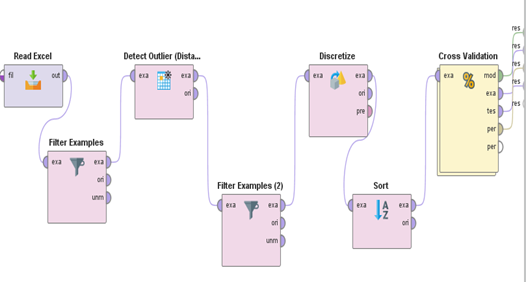 Read Excel
fil out
Filter Examples
exa exa
ori
unm
Detect Outlier (Dista...
exa exa
ori
Filter Examples (2)
exa exa
ori
unm
Discretize
exa exa
ori
pre
Sort
exa exa
ori
A
Z
Cross Validation
exa mod
exa
tes
per
per
%
res
res
res
res
res